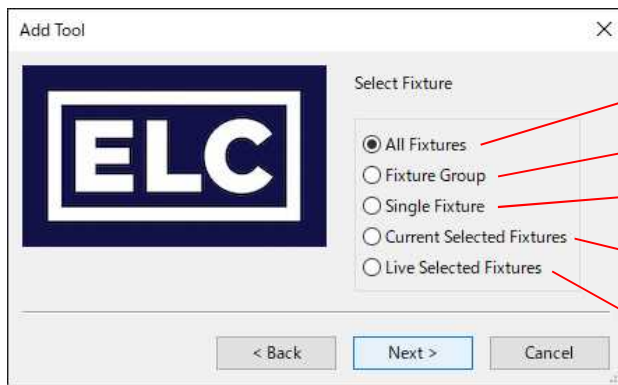 Add Tool
ELC
Select Fixture
All Fixtures
Fixture Group
Single Fixture
Current Selected Fixtures
Live Selected Fixtures
< Back
Next >
Cancel